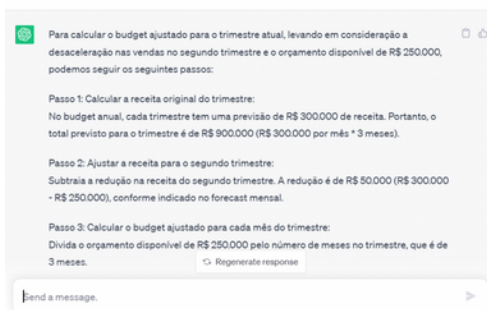 Para calcular o budget ajustado para o trimestre atual, levando em consideração a
desaceleração nas vendas no segundo trimestre e o orçamento disponível de R$ 250.000,
podemos seguir os seguintes passos:
Passo 1: Calcular a receita original do trimestre:
No budget anual, cada trimestre tem uma previsão de R$ 300.000 de receita. Portanto, o
total previsto para o trimestre é de R$ 900.000 (R$ 300.000 por mês * 3 meses).
Passo 2: Ajustar a receita para o segundo trimestre:
Subtraia a redução na receita do segundo trimestre. A redução é de R$ 50.000 (R$ 300.000
- R$ 250.000), conforme indicado no forecast mensal.
Passo 3: Calcular o budget ajustado para cada mês do trimestre:
Divida o orçamento disponível de R$ 250.000 pelo número de meses no trimestre, que é de
3 meses.
Regenerate response
Send a message.